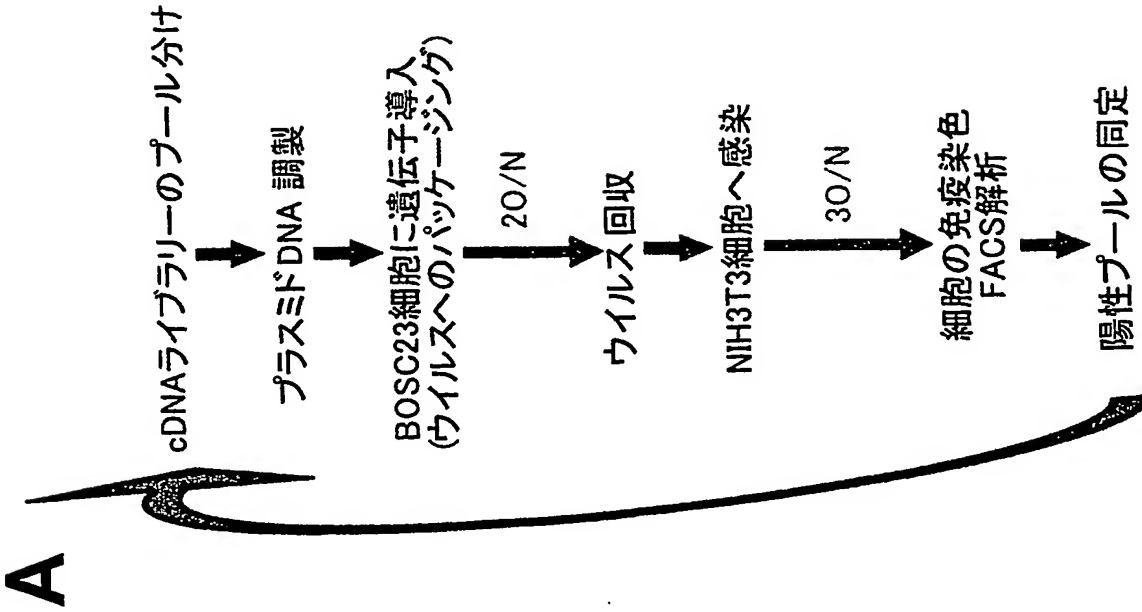 A
cDNAライブラリーのプール分け
プラスミドDNA 調製
BOSC23細胞に遺伝子導入
(ウイルスへのパッケージング)
2O/N
ウイルス回収
NIH3T3細胞へ感染
3O/N
細胞の免疫染色
FACS解析
陽性プールの同定